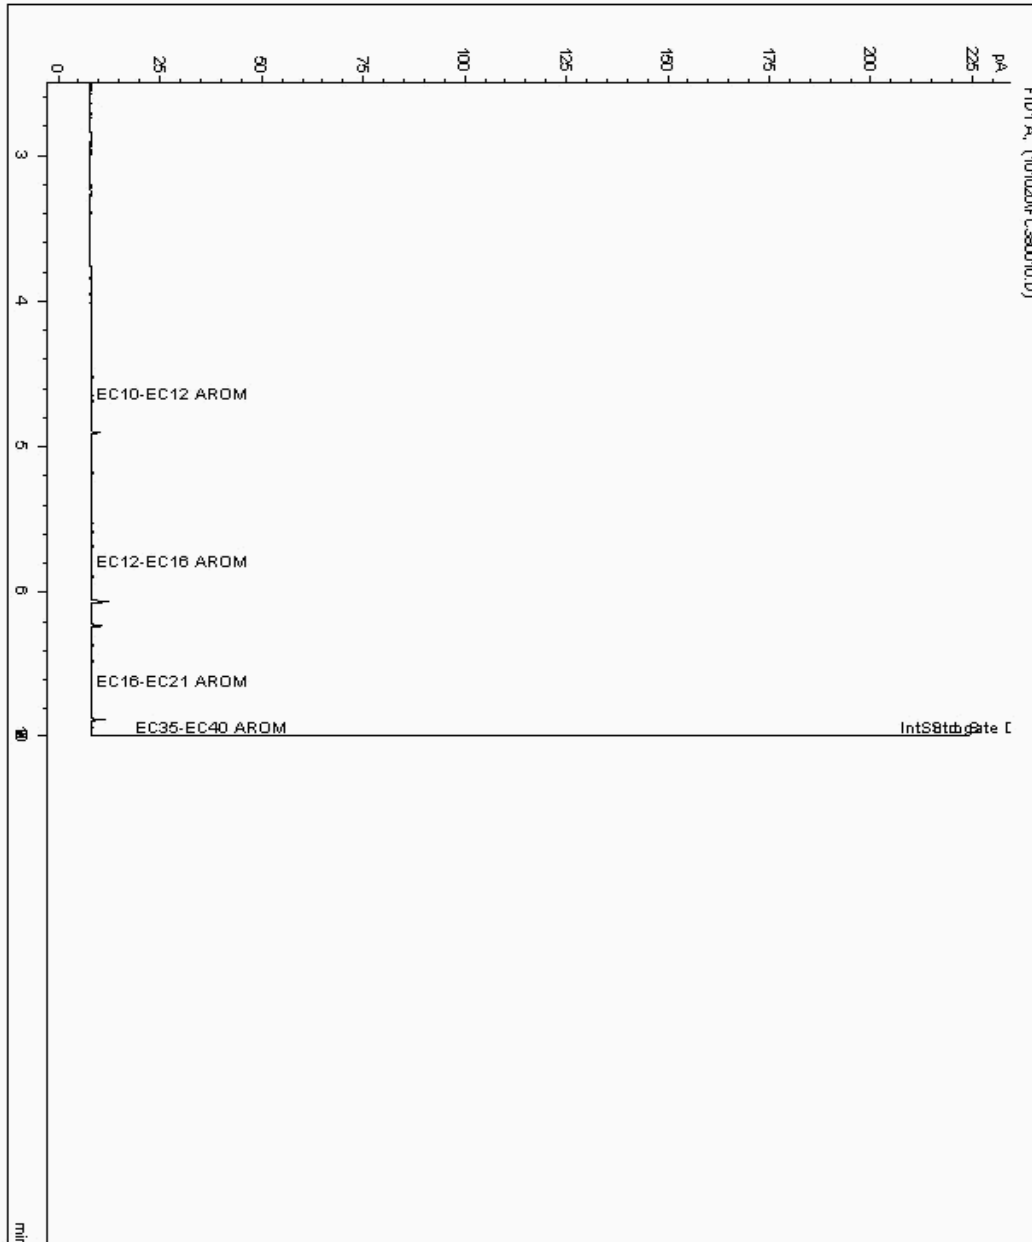 0 25 50 75 100 125 150 175 200 225 pA
3
4
EC10-EC12 AROM
5
EC12-EC16 AROM
6
EC16-EC21 AROM
EC35-EC40 AROM